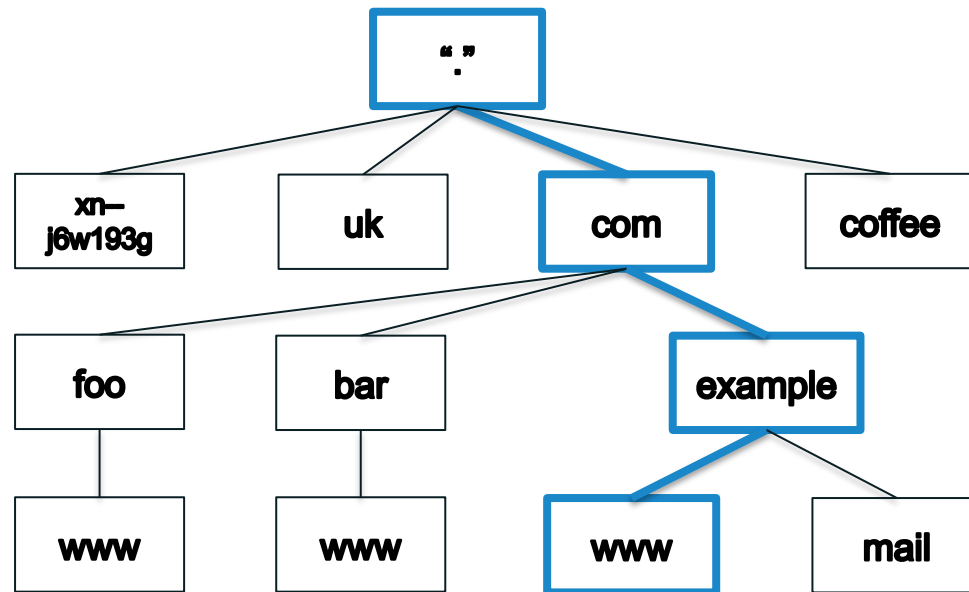 “.”
xn–
j6w193g
uk
com
coffee
foo
bar
example
www
www
www
mail